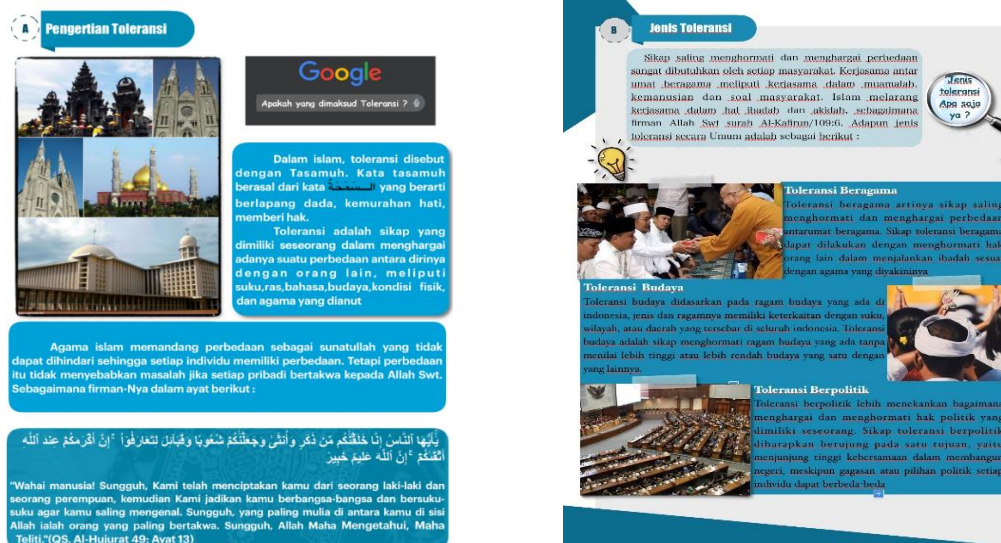 A Pengertian Toleransi
Google
Apakah yang dimaksud Toleransi ?
Dalam islam, toleransi disebut
dengan Tasamuh. Kata tasamuh
berasal dari kata yang berarti
berlapang dada, kemurahan hati,
memberi hak.
Toleransi adalah sikap yang
dimiliki seseorang dalam menghargai
adanya suatu perbedaan antara dirinya
dengan orang lain, meliputi
suku,ras,bahasa,budaya,kondisi fisik,
dan agama yang dianut
Agama islam memandang perbedaan sebagai sunatullah yang tidak
dapat dihindari sehingga setiap individu memiliki perbedaan. Tetapi perbedaan
itu tidak menyebabkan masalah jika setiap pribadi bertakwa kepada Allah Swt.
Sebagaimana firman-Nya dalam ayat berikut :
يَٰٓأَيُّهَا ٱلنَّاسُ إِنَّا خَلَقْنَٰكُم مِّن ذَكَرٍ وَأُنثَىٰ وَجَعَلْنَٰكُمْ شُعُوبًا وَقَبَآئِلَ لِتَعَارَفُوٓا۟ ۚ إِنَّ أَكْرَمَكُمْ عِندَ ٱللَّهِ
أَتْقَىٰكُمْ ۚ إِنَّ ٱللَّهَ عَلِيمٌ خَبِيرٌ
"Wahai manusia! Sungguh, Kami telah menciptakan kamu dari seorang laki-laki dan
seorang perempuan, kemudian Kami jadikan kamu berbangsa-bangsa dan bersuku-
suku agar kamu saling mengenal. Sungguh, yang paling mulia di antara kamu di sisi
Allah ialah orang yang paling bertakwa. Sungguh, Allah Maha Mengetahui, Maha
Teliti."(QS. Al-Hujurat 49: Ayat 13)
B Jenis Toleransi
Sikap saling menghormati dan menghargai perbedaan
sangat dibutuhkan oleh setiap masyarakat. Kerjasama antar
umat beragama meliputi kerjasama dalam muamalah,
kemanusian dan soal masyarakat. Islam melarang
kerjasama dalam hal ibadah dan akidah, sebagaimana
firman Allah Swt surah Al-Kafirun/109:6. Adapun jenis
toleransi secara Umum adalah sebagai berikut :
Jenis
toleransi
Apa saja
ya ?
Toleransi Beragama
Toleransi beragama artinya sikap saling
menghormati dan menghargai perbedaan
antarumat beragama. Sikap toleransi beragama
dapat dilakukan dengan menghormati hak
orang lain dalam menjalankan ibadah sesuai
dengan agama yang diyakininya
Toleransi Budaya
Toleransi budaya didasarkan pada ragam budaya yang ada di
indonesia, jenis dan ragamnya memiliki keterkaitan dengan suku,
wilayah, atau daerah yang tersebar di seluruh indonesia. Toleransi
budaya adalah sikap menghormati ragam budaya yang ada tanpa
menilai lebih tinggi atau lebih rendah budaya yang satu dengan
yang lainnya.
Toleransi Berpolitik
Toleransi berpolitik lebih menekankan bagaimana
menghargai dan menghormati hak politik yang
dimiliki seseorang. Sikap toleransi berpolitik
diharapkan berujung pada satu tujuan, yaitu
menjunjung tinggi kebersamaan dalam membangun
negeri, meskipun gagasan atau pilihan politik setiap
individu dapat berbeda-beda